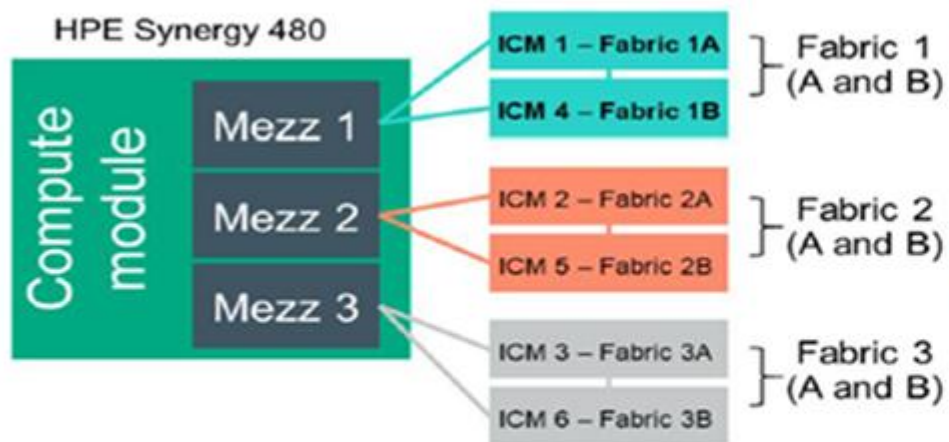 HPE Synergy 480
Compute
module
Mezz 1
Mezz 2
Mezz 3
ICM 1 – Fabric 1A
ICM 4 – Fabric 1B
Fabric 1
(A and B)
ICM 2 – Fabric 2A
ICM 5 – Fabric 2B
Fabric 2
(A and B)
ICM 3 – Fabric 3A
ICM 6 – Fabric 3B
Fabric 3
(A and B)